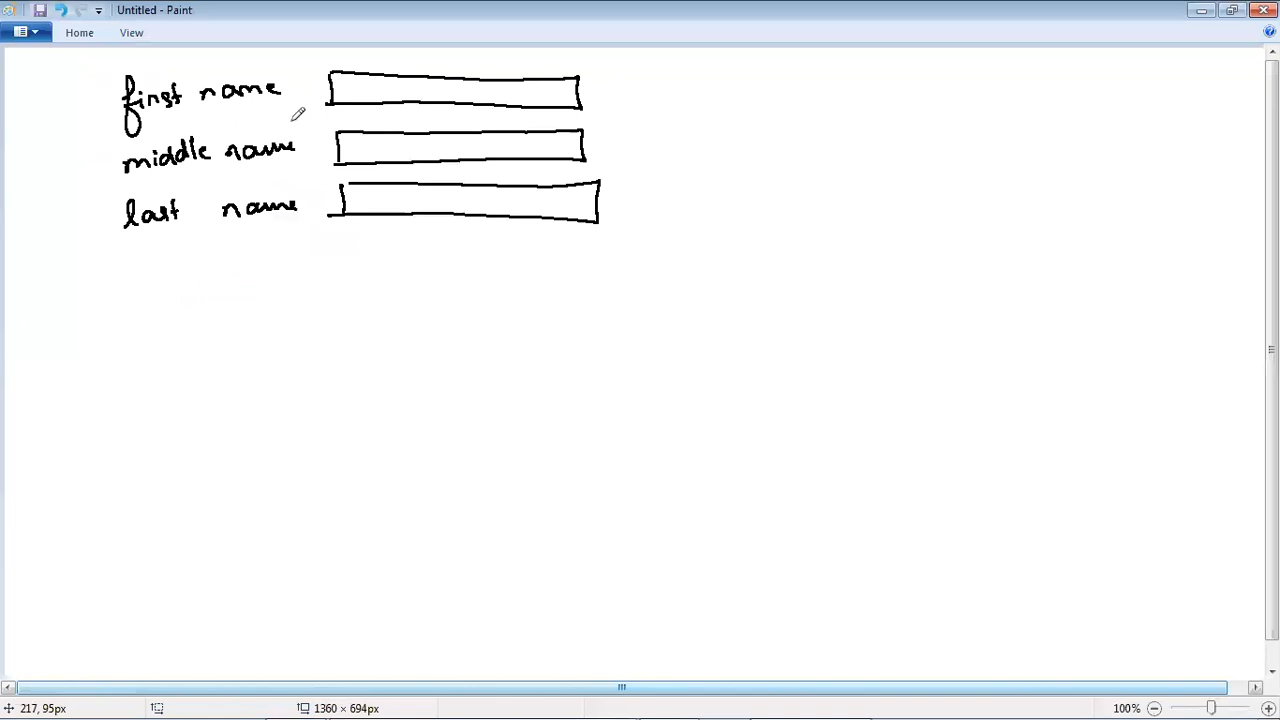 Untitled - Paint
Home View
first name
middle name
last name
217, 95px 1360 × 694px 100%